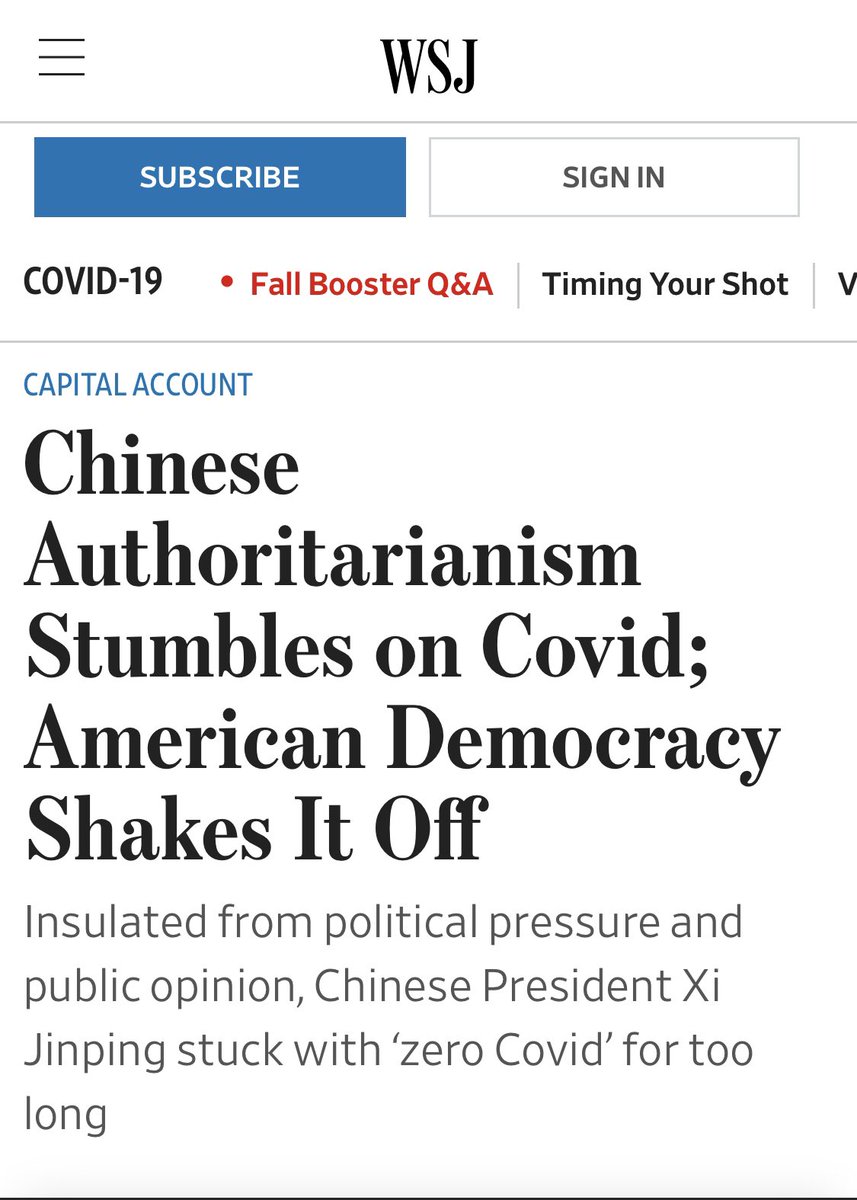 WSJ
SUBSCRIBE
SIGN IN
COVID-19
• Fall Booster Q&A
Timing Your Shot
V
CAPITAL ACCOUNT
Chinese
Authoritarianism
Stumbles on Covid;
American Democracy
Shakes It Off
Insulated from political pressure and
public opinion, Chinese President Xi
Jinping stuck with ‘zero Covid’ for too
long